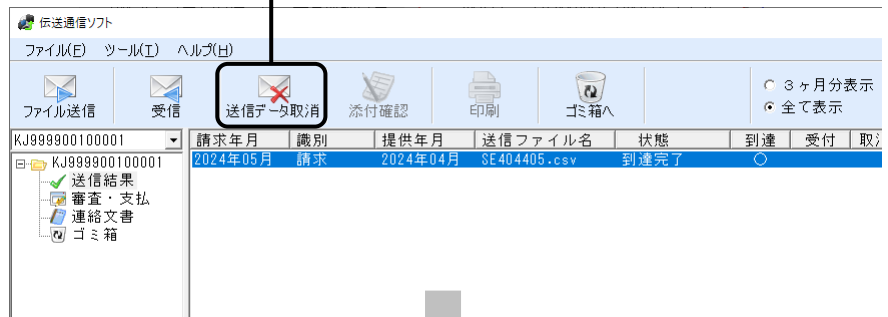 伝送通信ソフト
ファイル(F) ツール(T) ヘルプ(H)
ファイル送信 受信 送信データ取消 添付確認 印刷 ゴミ箱へ
3ヶ月分表示
全て表示
KJ999900100001
請求年月 識別 提供年月 送信ファイル名 状態 到達 受付
2024年05月 請求 2024年04月 SE404405.csv 到達完了 ○
KJ999900100001
送信結果
審査・支払
連絡文書
ゴミ箱